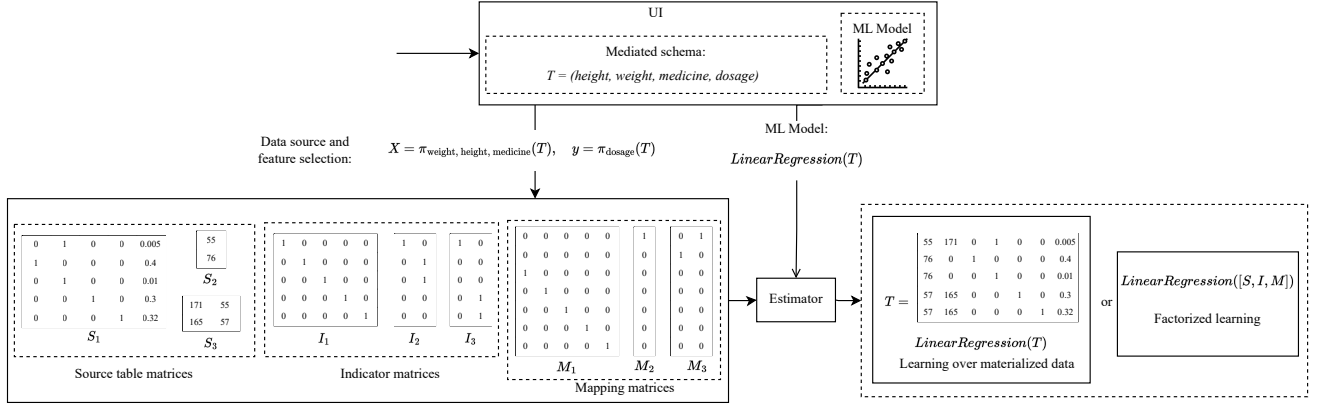 UI
Mediated schema:
T = (height, weight, medicine, dosage)
ML Model
Data source and
feature selection:
X = π_weight, height, medicine(T), y = π_dosage(T)
ML Model:
LinearRegression(T)
0 1 0 0 0.005
1 0 0 0 0.4
0 1 0 0 0.01
0 0 1 0 0.3
0 0 0 1 0.32
S₁
55
76
S₂
171 55
165 57
S₃
Source table matrices
1 0 0 0 0
0 1 0 0 0
0 0 1 0 0
0 0 0 1 0
0 0 0 0 1
I₁
1 0
0 1
0 1
0 0
0 0
I₂
1 0
0 0
0 0
0 1
0 1
I₃
Indicator matrices
0 0 0 0 0
0 0 0 0 0
1 0 0 0 0
0 1 0 0 0
0 0 1 0 0
0 0 0 1 0
0 0 0 0 1
M₁
1
0
0
0
0
0
0
M₂
0 1
1 0
0 0
0 0
0 0
0 0
0 0
M₃
Mapping matrices
Estimator
T =
55 171 0 1 0 0 0.005
76 0 1 0 0 0 0.4
76 0 0 1 0 0 0.01
57 165 0 0 1 0 0.3
57 165 0 0 0 1 0.32
LinearRegression(T)
Learning over materialized data
or
LinearRegression([S, I, M])
Factorized learning